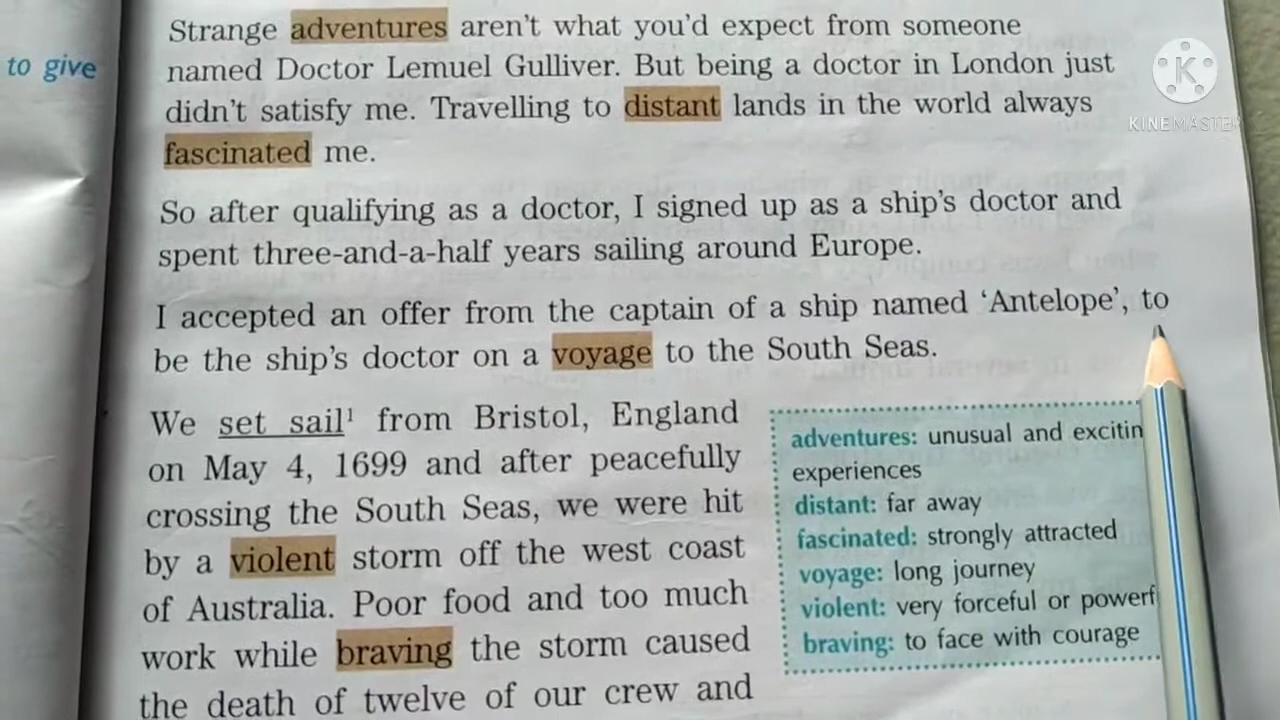 to give
Strange adventures aren't what you'd expect from someone
named Doctor Lemuel Gulliver. But being a doctor in London just
didn't satisfy me. Travelling to distant lands in the world always
fascinated me.
So after qualifying as a doctor, I signed up as a ship's doctor and
spent three-and-a-half years sailing around Europe.
I accepted an offer from the captain of a ship named 'Antelope', to
be the ship's doctor on a voyage to the South Seas.
We set sail¹ from Bristol, England
on May 4, 1699 and after peacefully
crossing the South Seas, we were hit
by a violent storm off the west coast
of Australia. Poor food and too much
work while braving the storm caused
the death of twelve of our crew and
adventures: unusual and excitin
experiences
distant: far away
fascinated: strongly attracted
voyage: long journey
violent: very forceful or powerf
braving: to face with courage
K
KINEMASTER